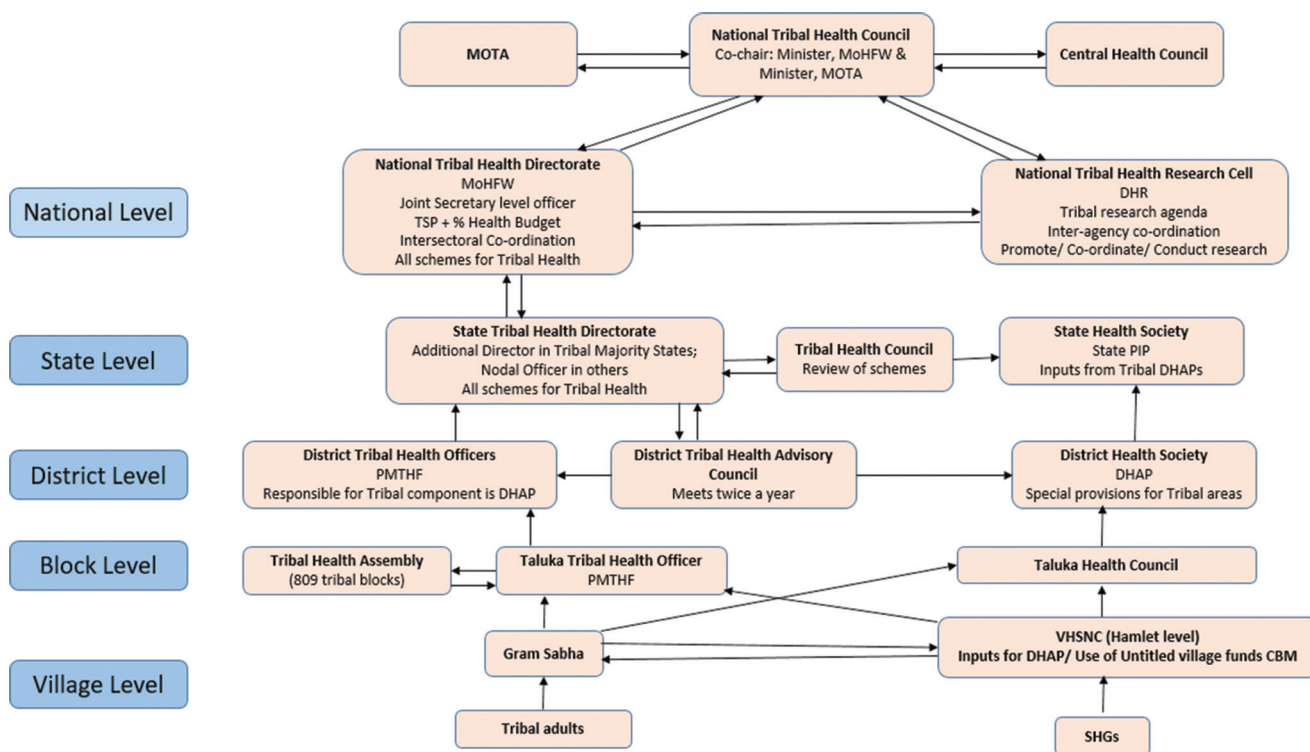 MOTA
National Tribal Health Council
Co-chair: Minister, MoHFW &
Minister, MOTA
Central Health Council
National Level
National Tribal Health Directorate
MoHFW
Joint Secretary level officer
TSP + % Health Budget
Intersectoral Co-ordination
All schemes for Tribal Health
National Tribal Health Research Cell
DHR
Tribal research agenda
Inter-agency co-ordination
Promote/ Co-ordinate/ Conduct research
State Level
State Tribal Health Directorate
Additional Director in Tribal Majority States;
Nodal Officer in others
All schemes for Tribal Health
Tribal Health Council
Review of schemes
State Health Society
State PIP
Inputs from Tribal DHAPs
District Level
District Tribal Health Officers
PMTHF
Responsible for Tribal component is DHAP
District Tribal Health Advisory
Council
Meets twice a year
District Health Society
DHAP
Special provisions for Tribal areas
Block Level
Tribal Health Assembly
(809 tribal blocks)
Taluka Tribal Health Officer
PMTHF
Taluka Health Council
Village Level
Gram Sabha
VHSNC (Hamlet level)
Inputs for DHAP/ Use of Untitled village funds CBM
Tribal adults
SHGs